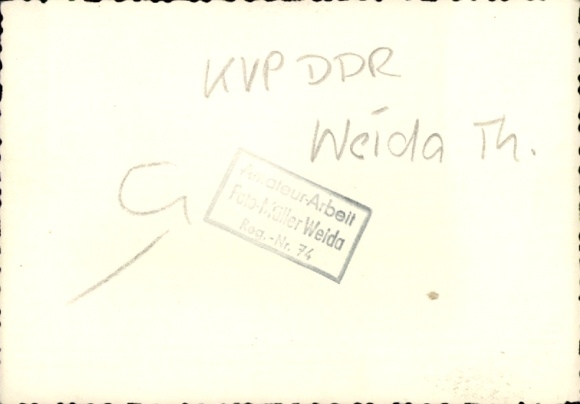 KVP DDR
Weida Th.
Amateur-Arbeit
Foto-Müller Weida
Reg.-Nr. 74